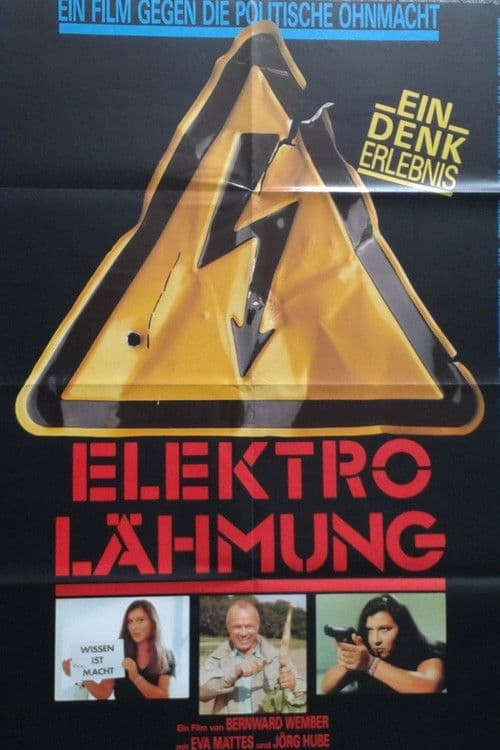 EIN FILM GEGEN DIE POLITISCHE OHNMACHT
EIN
DENK
ERLEBNIS
ELEKTRO
LÄHMUNG
WISSEN
IST
MACHT
Ein Film von BERNWARD WEMBER
mit EVA MATTES und JÖRG HUBE